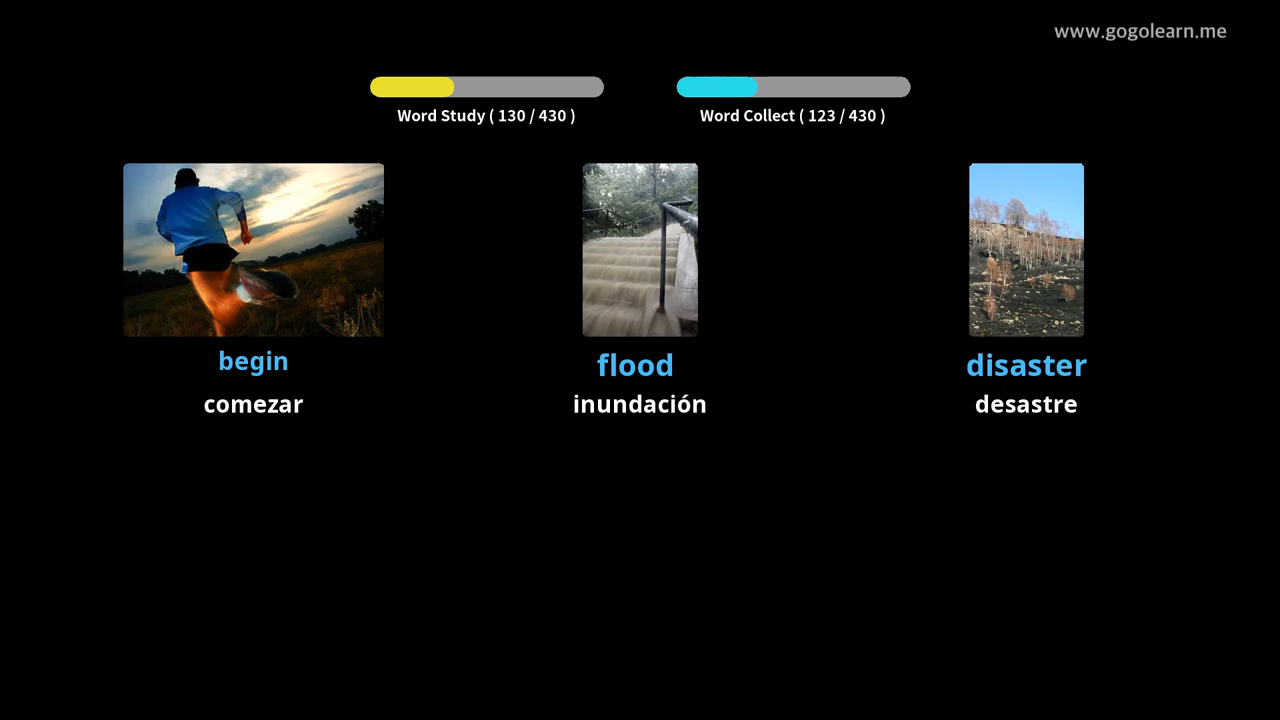 www.gogolearn.me
Word Study ( 130 / 430 )
Word Collect ( 123 / 430 )
begin
flood
disaster
comezar
inundación
desastre